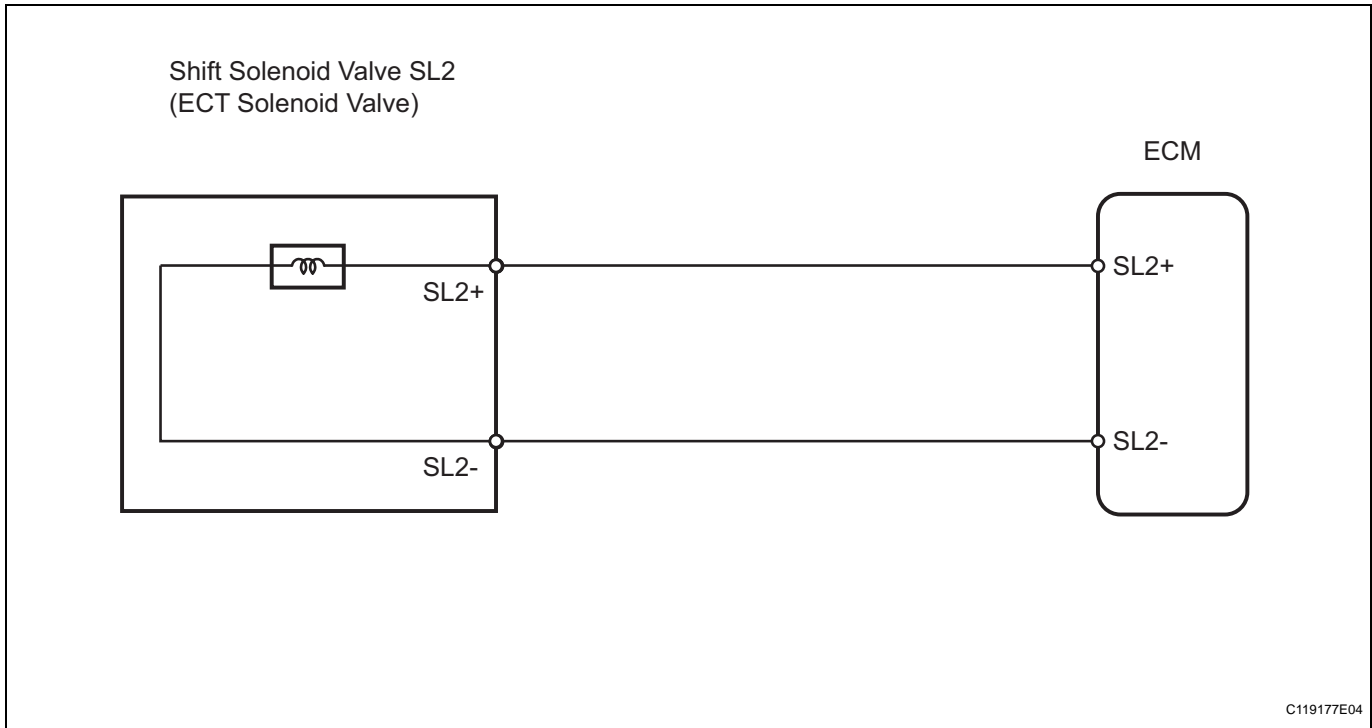 Shift Solenoid Valve SL2
(ECT Solenoid Valve)
ECM
SL2+
SL2+
SL2-
SL2-
C119177E04